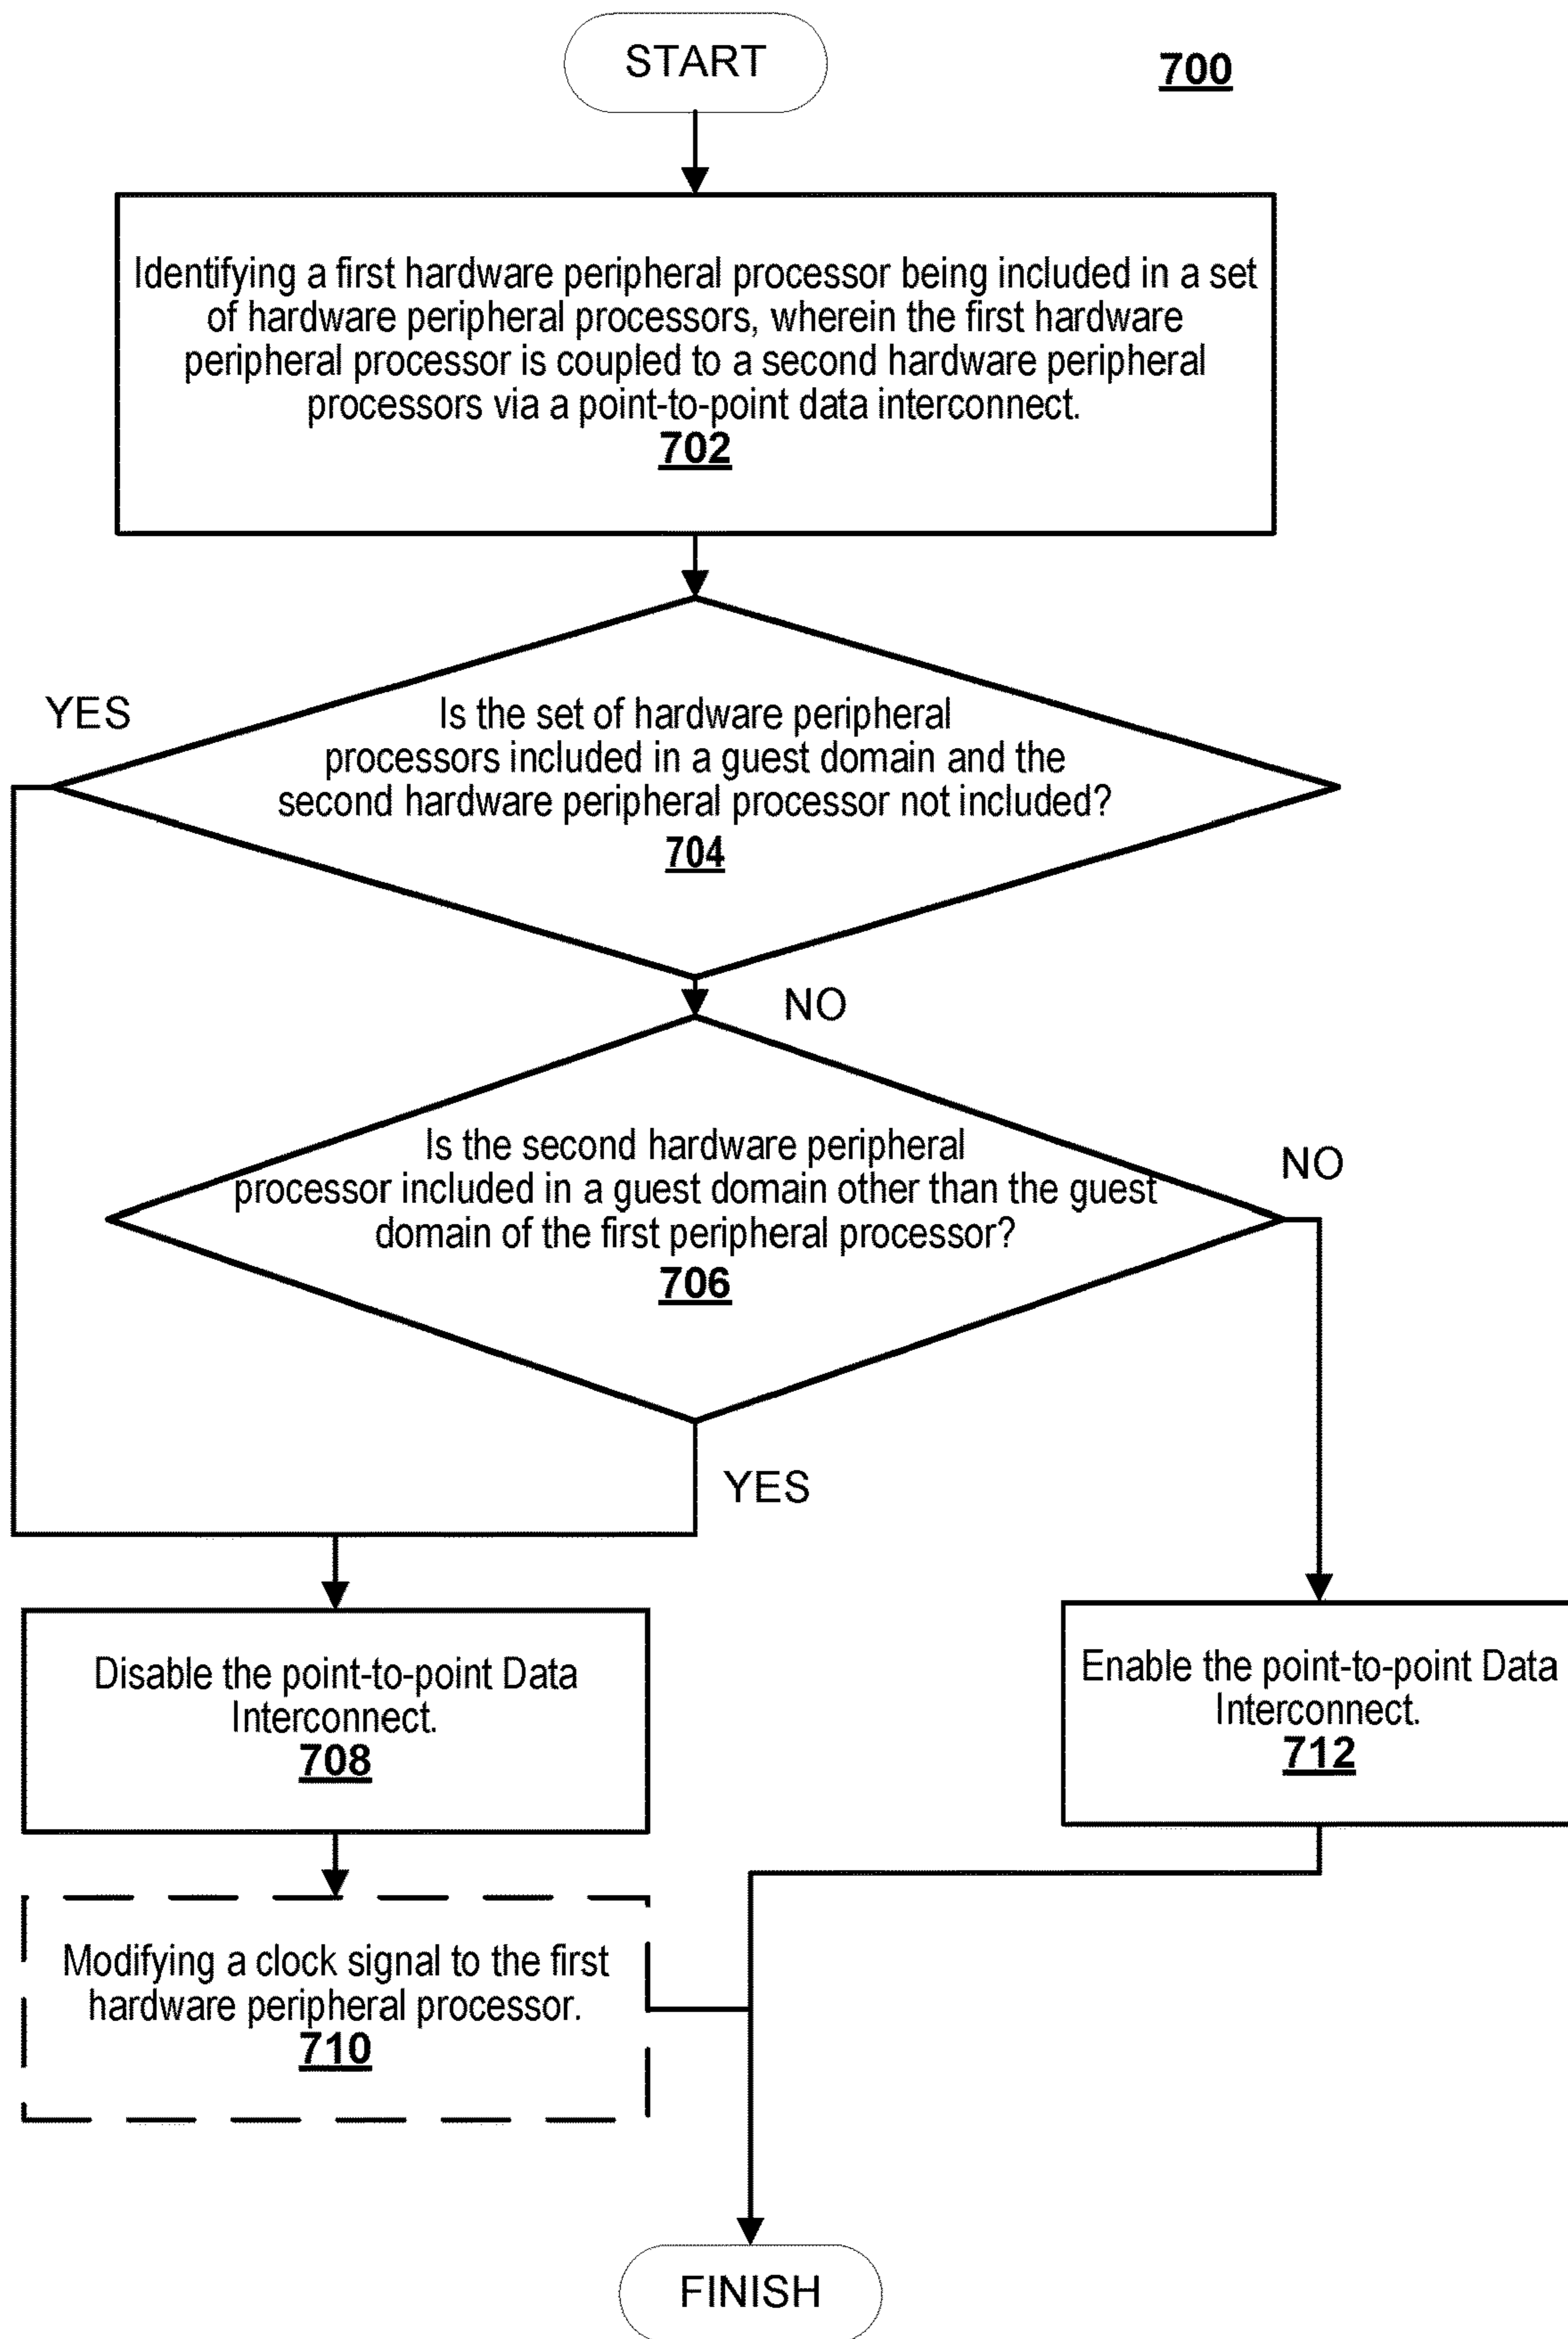 START
700
Identifying a first hardware peripheral processor being included in a set
of hardware peripheral processors, wherein the first hardware
peripheral processor is coupled to a second hardware peripheral
processors via a point-to-point data interconnect.
702
YES
Is the set of hardware peripheral
processors included in a guest domain and the
second hardware peripheral processor not included?
704
NO
Is the second hardware peripheral
processor included in a guest domain other than the guest
domain of the first peripheral processor?
706
NO
YES
Disable the point-to-point Data
Interconnect.
708
Enable the point-to-point Data
Interconnect.
712
Modifying a clock signal to the first
hardware peripheral processor.
710
FINISH